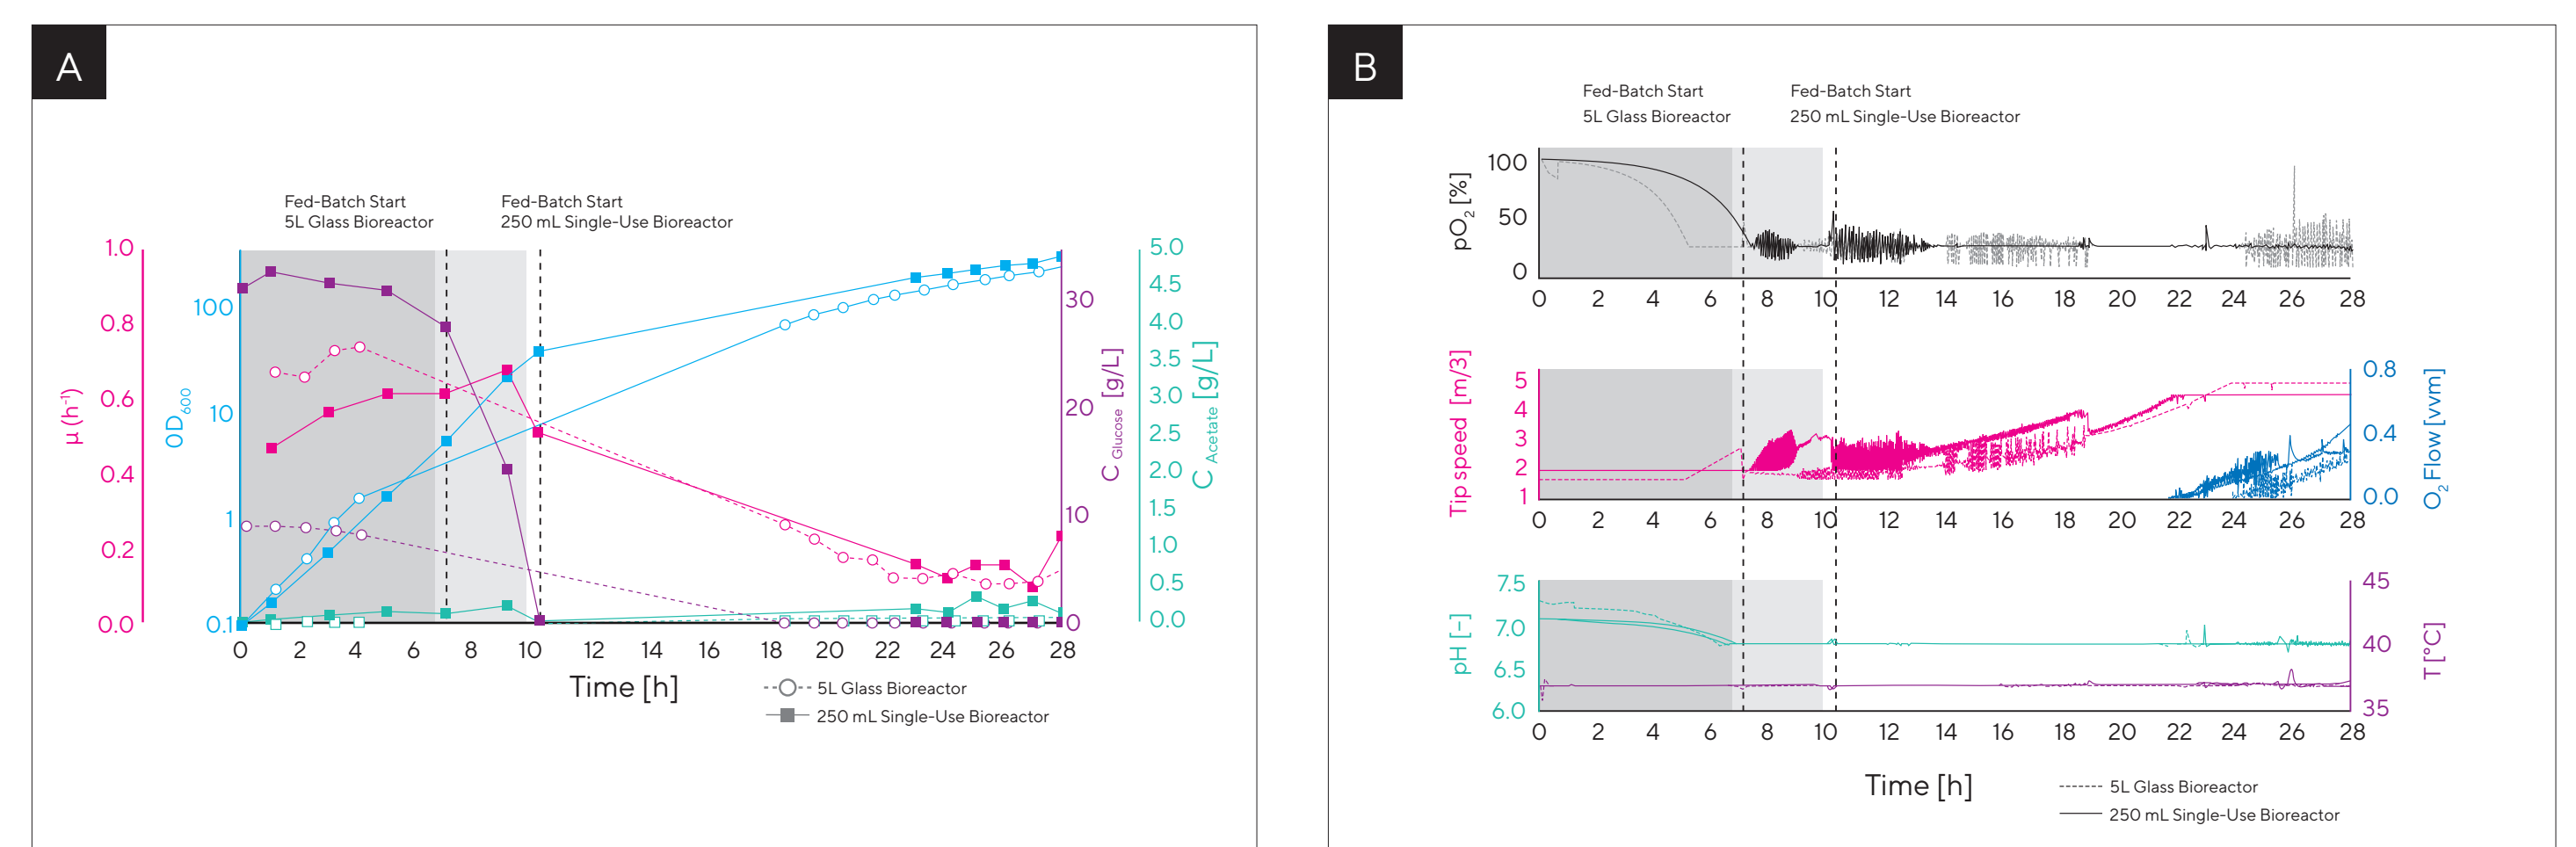 A
Fed-Batch Start
5L Glass Bioreactor
Fed-Batch Start
250 mL Single-Use Bioreactor
µ (h⁻¹)
1.0
0.8
0.6
0.4
0.2
0.0
OD₆₀₀
100
10
1
0.1
30
20
10
0
C Glucose [g/L]
5.0
4.5
4.0
3.5
3.0
2.5
2.0
1.5
1.0
0.5
0.0
C Acetate [g/L]
0 2 4 6 8 10 12 14 16 18 20 22 24 26 28
Time [h]
5L Glass Bioreactor
250 mL Single-Use Bioreactor
B
Fed-Batch Start
5L Glass Bioreactor
Fed-Batch Start
250 mL Single-Use Bioreactor
pO₂ [%]
100
50
0
0 2 4 6 8 10 12 14 16 18 20 22 24 26 28
Tip speed [m/3]
5
4
3
2
1
0.8
0.4
0.0
O₂ Flow [vvm]
0 2 4 6 8 10 12 14 16 18 20 22 24 26 28
pH [–]
7.5
7.0
6.5
6.0
45
40
35
T [°C]
0 2 4 6 8 10 12 14 16 18 20 22 24 26 28
Time [h]
5L Glass Bioreactor
250 mL Single-Use Bioreactor